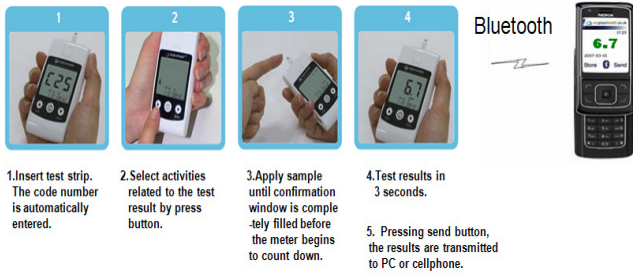 1
2
3
4
Bluetooth
C25
6.7
NOKIA
6.7
Store
Send
1.Insert test strip.
The code number
is automatically
entered.
2.Select activities
related to the test
result by press
button.
3.Apply sample
until confirmation
window is comple
-tely filled before
the meter begins
to count down.
4.Test results in
3 seconds.
5. Pressing send button,
the results are transmitted
to PC or cellphone.